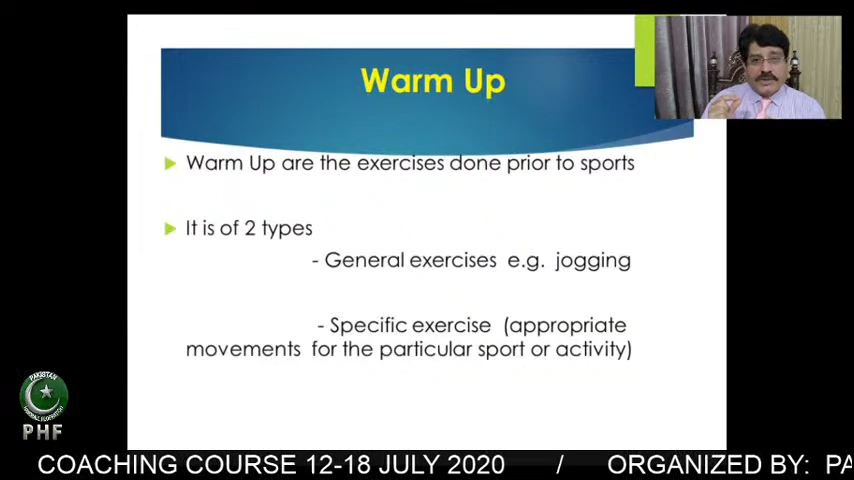 Warm Up
Warm Up are the exercises done prior to sports
It is of 2 types
- General exercises e.g. jogging
- Specific exercise (appropriate
movements for the particular sport or activity)
PAKISTAN
PHF
COACHING COURSE 12-18 JULY 2020 / ORGANIZED BY: PA